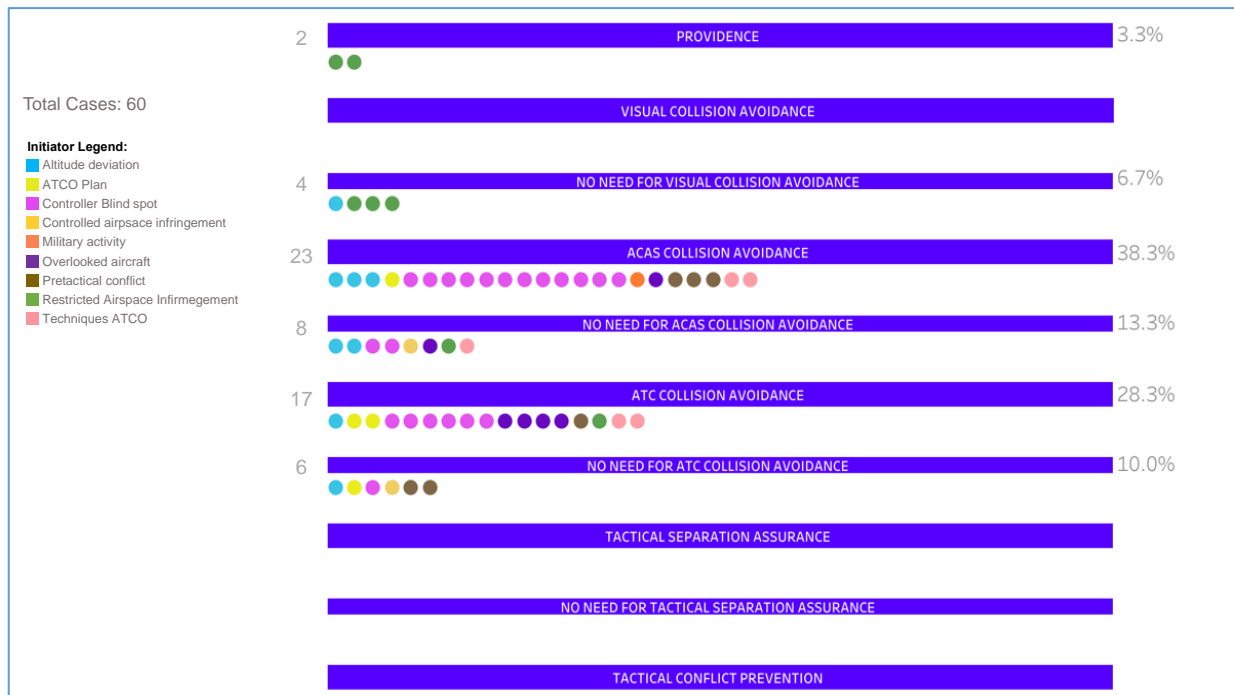 2
PROVIDENCE
3.3%
Total Cases: 60
VISUAL COLLISION AVOIDANCE
Initiator Legend:
Altitude deviation
ATCO Plan
Controller Blind spot
Controlled airpsace infringement
Military activity
Overlooked aircraft
Pretactical conflict
Restricted Airspace Infirmegement
Techniques ATCO
4
NO NEED FOR VISUAL COLLISION AVOIDANCE
6.7%
23
ACAS COLLISION AVOIDANCE
38.3%
8
NO NEED FOR ACAS COLLISION AVOIDANCE
13.3%
17
ATC COLLISION AVOIDANCE
28.3%
6
NO NEED FOR ATC COLLISION AVOIDANCE
10.0%
TACTICAL SEPARATION ASSURANCE
NO NEED FOR TACTICAL SEPARATION ASSURANCE
TACTICAL CONFLICT PREVENTION